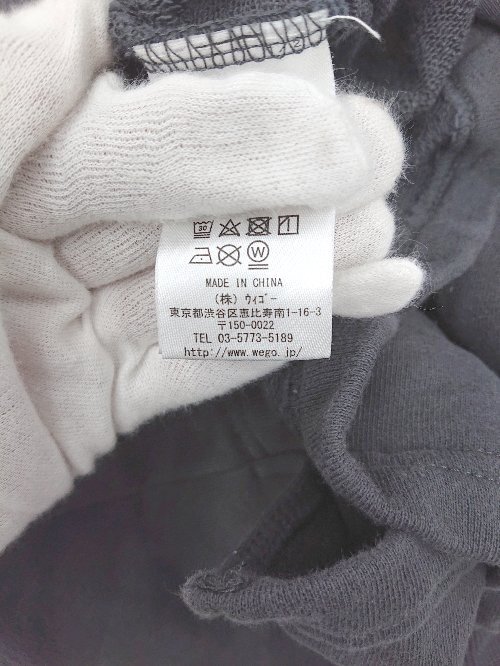 30
W
MADE IN CHINA
(株) ウィゴー
東京都渋谷区恵比寿南1-16-3
〒150-0022
TEL 03-5773-5189
http://www.wego.jp/